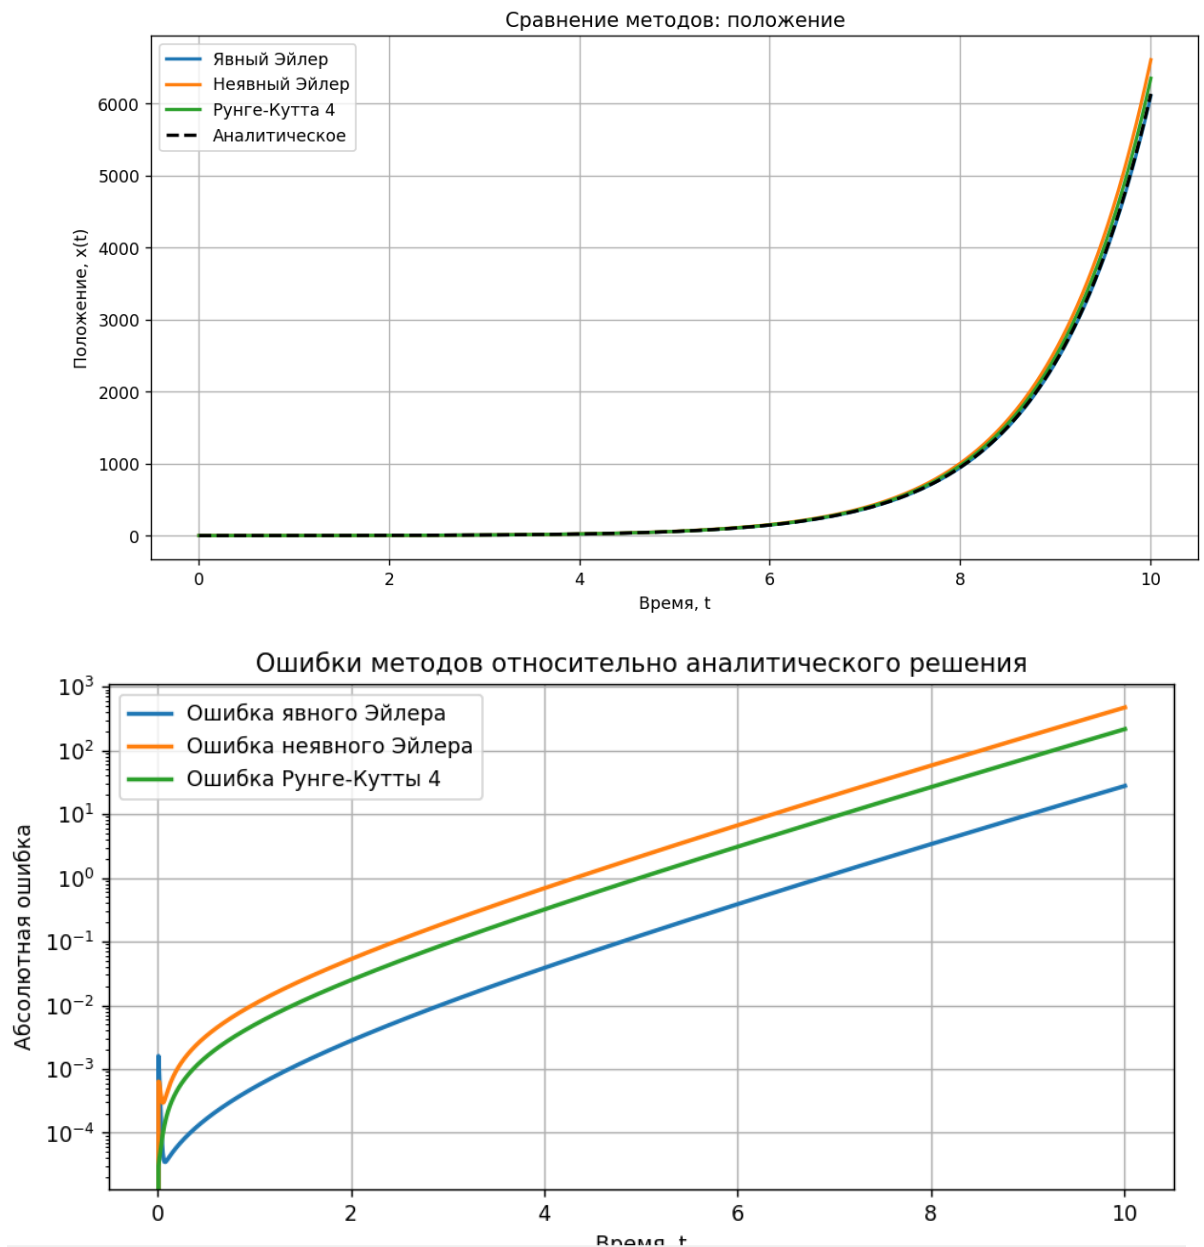 Сравнение методов: положение
Явный Эйлер
Неявный Эйлер
Рунге-Кутта 4
Аналитическое
6000
5000
4000
3000
2000
1000
0
Положение, x(t)
0 2 4 6 8 10
Время, t
Ошибки методов относительно аналитического решения
Ошибка явного Эйлера
Ошибка неявного Эйлера
Ошибка Рунге-Кутты 4
10³
10²
10¹
10⁰
10⁻¹
10⁻²
10⁻³
10⁻⁴
Абсолютная ошибка
0 2 4 6 8 10
Время, t